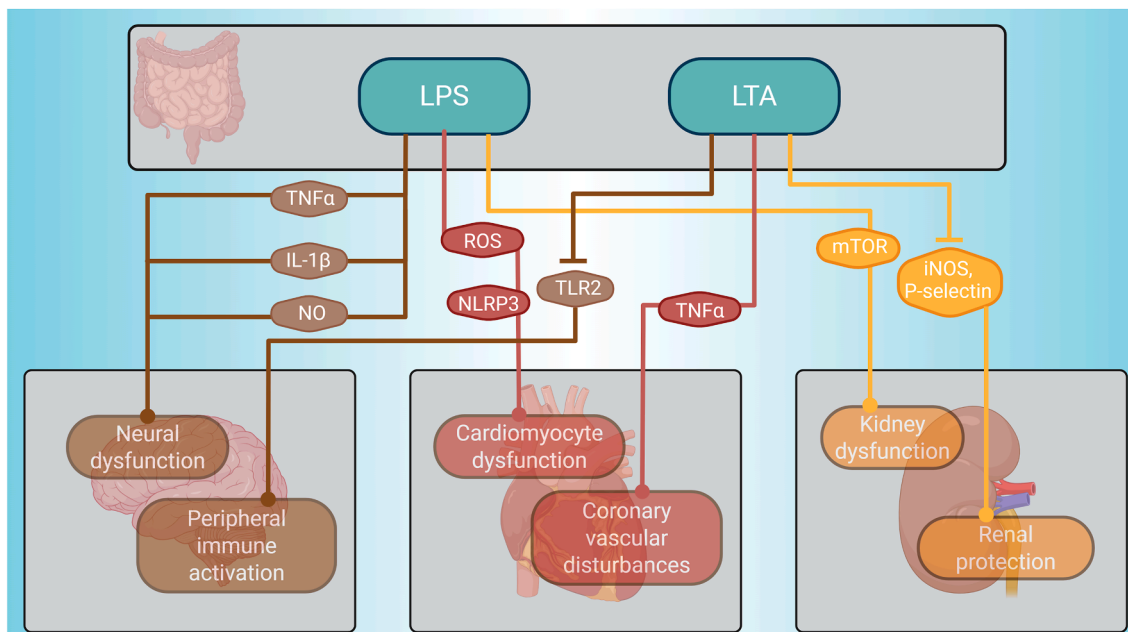 LPS
LTA
TNFα
IL-1β
NO
ROS
NLRP3
TLR2
TNFα
mTOR
iNOS,
P-selectin
Neural
dysfunction
Peripheral
immune
activation
Cardiomyocyte
dysfunction
Coronary
vascular
disturbances
Kidney
dysfunction
Renal
protection